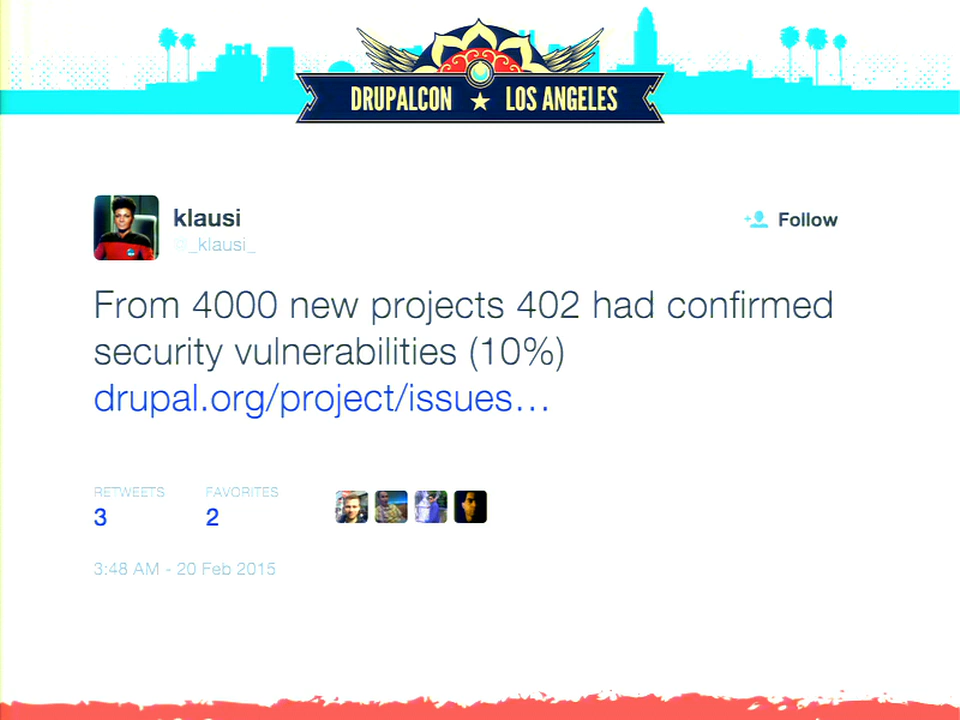 DRUPALCON ★ LOS ANGELES
klausi
@_klausi_
Follow
From 4000 new projects 402 had confirmed
security vulnerabilities (10%)
drupal.org/project/issues...
RETWEETS FAVORITES
3 2
3:48 AM - 20 Feb 2015